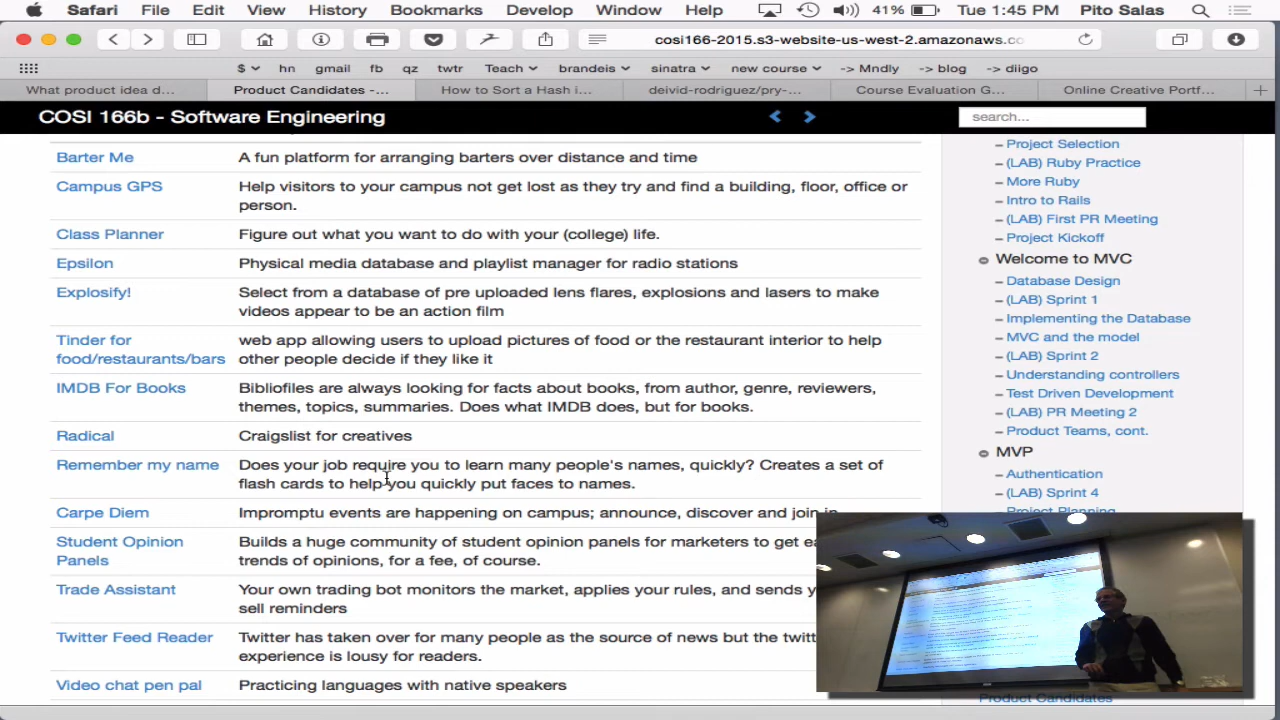 Safari File Edit View History Bookmarks Develop Window Help 41% Tue 1:45 PM Pito Salas
cosi166-2015.s3-website-us-west-2.amazonaws.co
$ hn gmail fb qz twtr Teach brandeis sinatra new course -> Mndly -> blog -> diigo
What product idea d... Product Candidates -... How to Sort a Hash i... deivid-rodriguez/pry-... Course Evaluation G... Online Creative Portf...
COSI 166b - Software Engineering search...
Barter Me A fun platform for arranging barters over distance and time
Campus GPS Help visitors to your campus not get lost as they try and find a building, floor, office or
person.
Class Planner Figure out what you want to do with your (college) life.
Epsilon Physical media database and playlist manager for radio stations
Explosify! Select from a database of pre uploaded lens flares, explosions and lasers to make
videos appear to be an action film
Tinder for web app allowing users to upload pictures of food or the restaurant interior to help
food/restaurants/bars other people decide if they like it
IMDB For Books Bibliofiles are always looking for facts about books, from author, genre, reviewers,
themes, topics, summaries. Does what IMDB does, but for books.
Radical Craigslist for creatives
Remember my name Does your job require you to learn many people's names, quickly? Creates a set of
flash cards to help you quickly put faces to names.
Carpe Diem Impromptu events are happening on campus; announce, discover and join in
Student Opinion Builds a huge community of student opinion panels for marketers to get ea
Panels trends of opinions, for a fee, of course.
Trade Assistant Your own trading bot monitors the market, applies your rules, and sends y
sell reminders
Twitter Feed Reader Twitter has taken over for many people as the source of news but the twitt
experience is lousy for readers.
Video chat pen pal Practicing languages with native speakers
Project Selection
(LAB) Ruby Practice
More Ruby
Intro to Rails
(LAB) First PR Meeting
Project Kickoff
Welcome to MVC
Database Design
(LAB) Sprint 1
Implementing the Database
MVC and the model
(LAB) Sprint 2
Understanding controllers
Test Driven Development
(LAB) PR Meeting 2
Product Teams, cont.
MVP
Authentication
(LAB) Sprint 4
Project Planning
Product Candidates